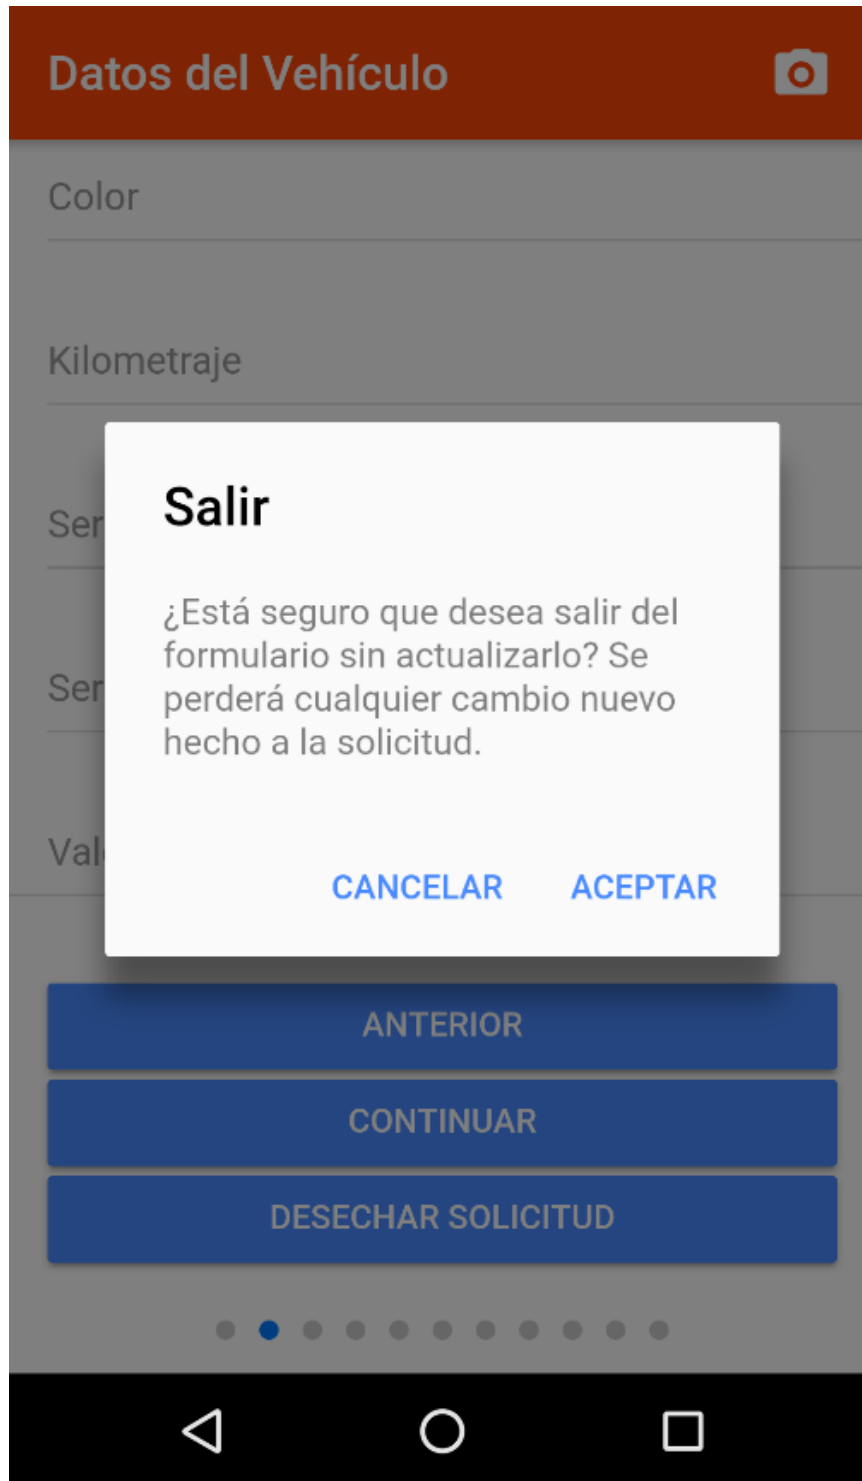 Datos del Vehículo
Color
Kilometraje
Salir
¿Está seguro que desea salir del
formulario sin actualizarlo? Se
perderá cualquier cambio nuevo
hecho a la solicitud.
CANCELAR ACEPTAR
ANTERIOR
CONTINUAR
DESECHAR SOLICITUD